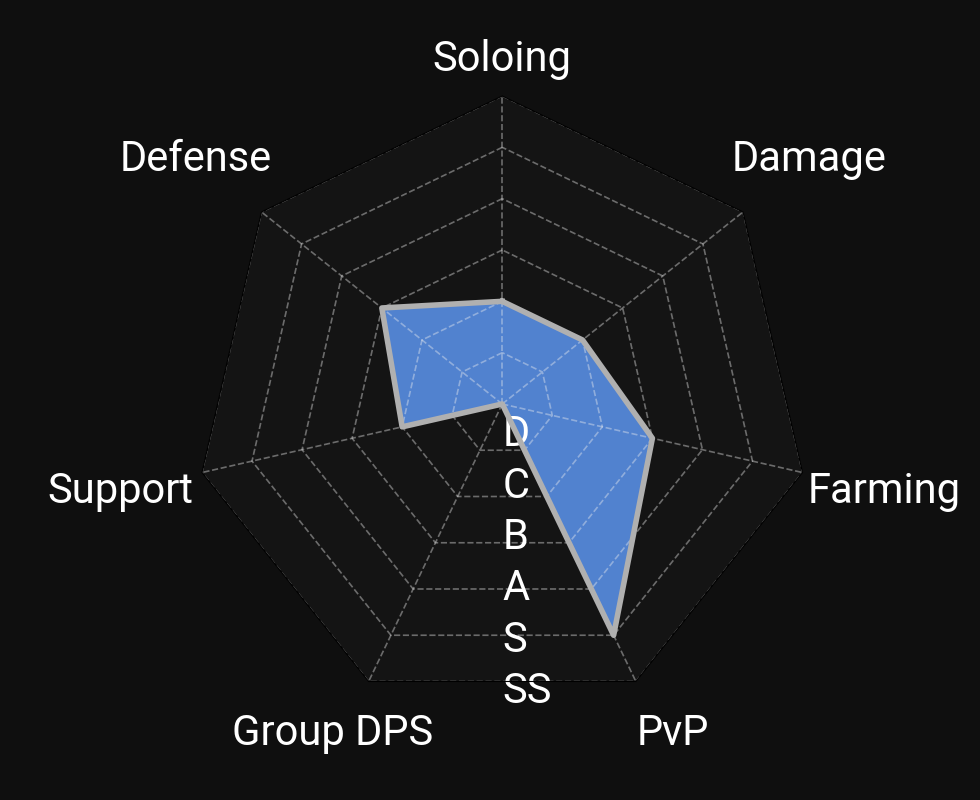 Soloing
Defense
Damage
D
C
Support
Farming
B
A
S
SS
Group DPS
PvP